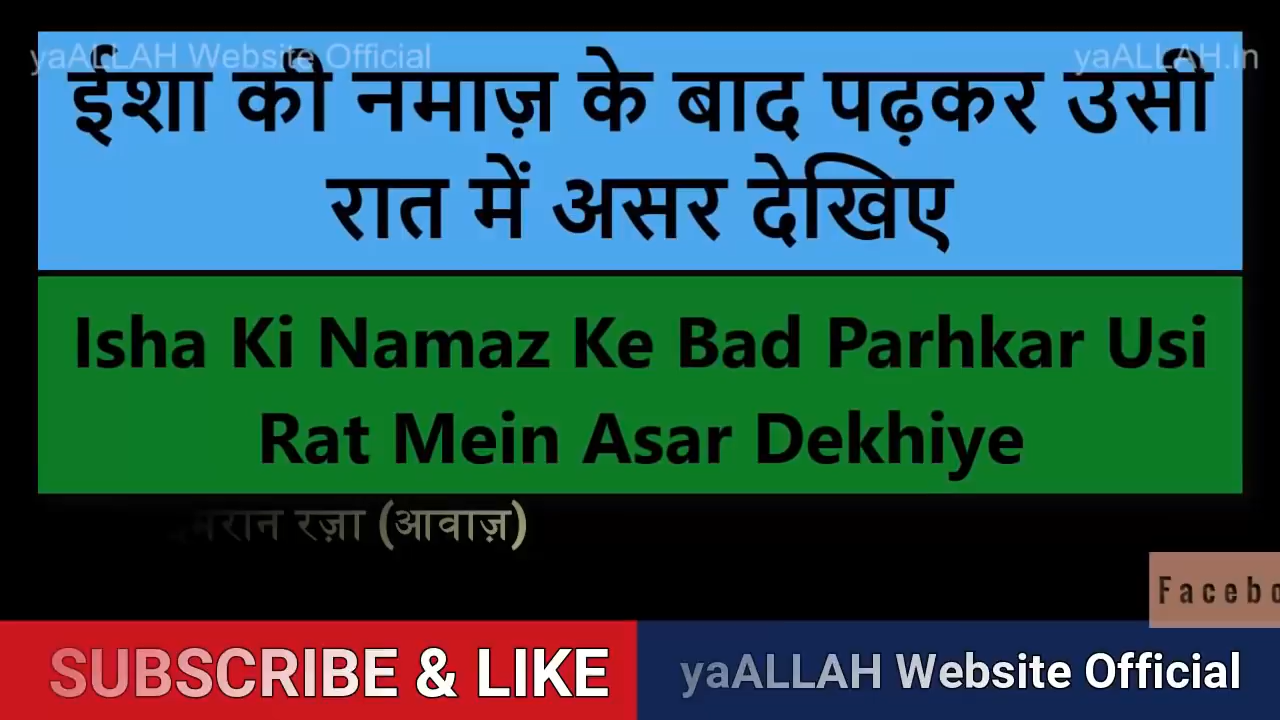 yaALLAH Website Official
yaALLAH.In
ईशा की नमाज़ के बाद पढ़कर उसी
रात में असर देखिए
Isha Ki Namaz Ke Bad Parhkar Usi
Rat Mein Asar Dekhiye
रज़ा (आवाज़)
SUBSCRIBE & LIKE
yaALLAH Website Official